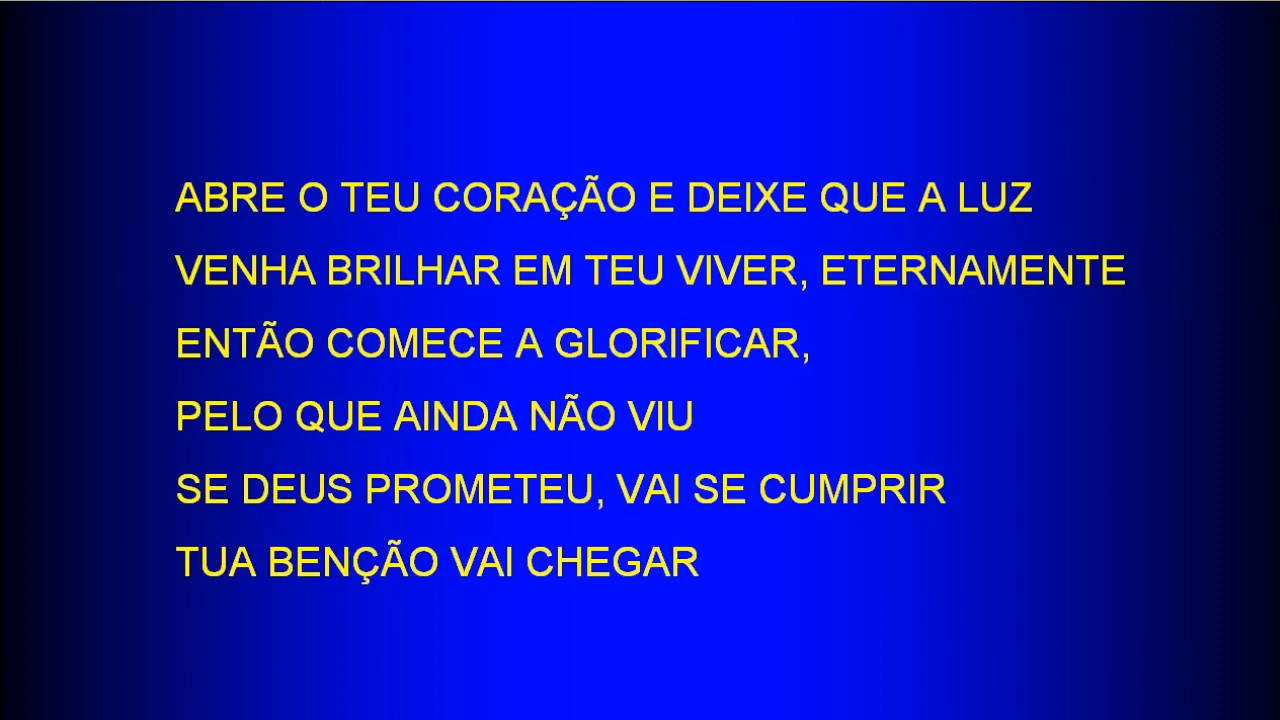 ABRE O TEU CORAÇÃO E DEIXE QUE A LUZ
VENHA BRILHAR EM TEU VIVER, ETERNAMENTE
ENTÃO COMECE A GLORIFICAR,
PELO QUE AINDA NÃO VIU
SE DEUS PROMETEU, VAI SE CUMPRIR
TUA BENÇÃO VAI CHEGAR